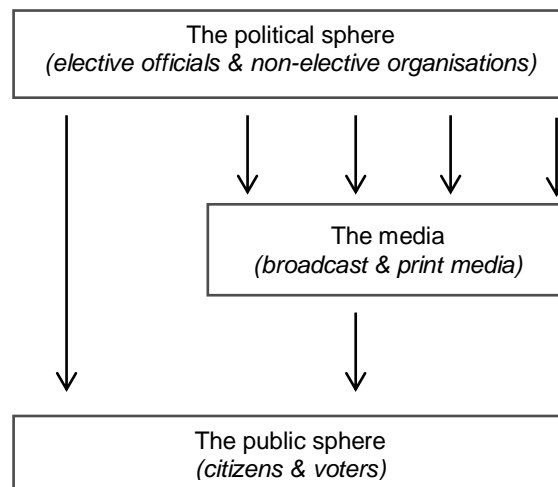 The political sphere
(elective officials & non-elective organisations)
The media
(broadcast & print media)
The public sphere
(citizens & voters)